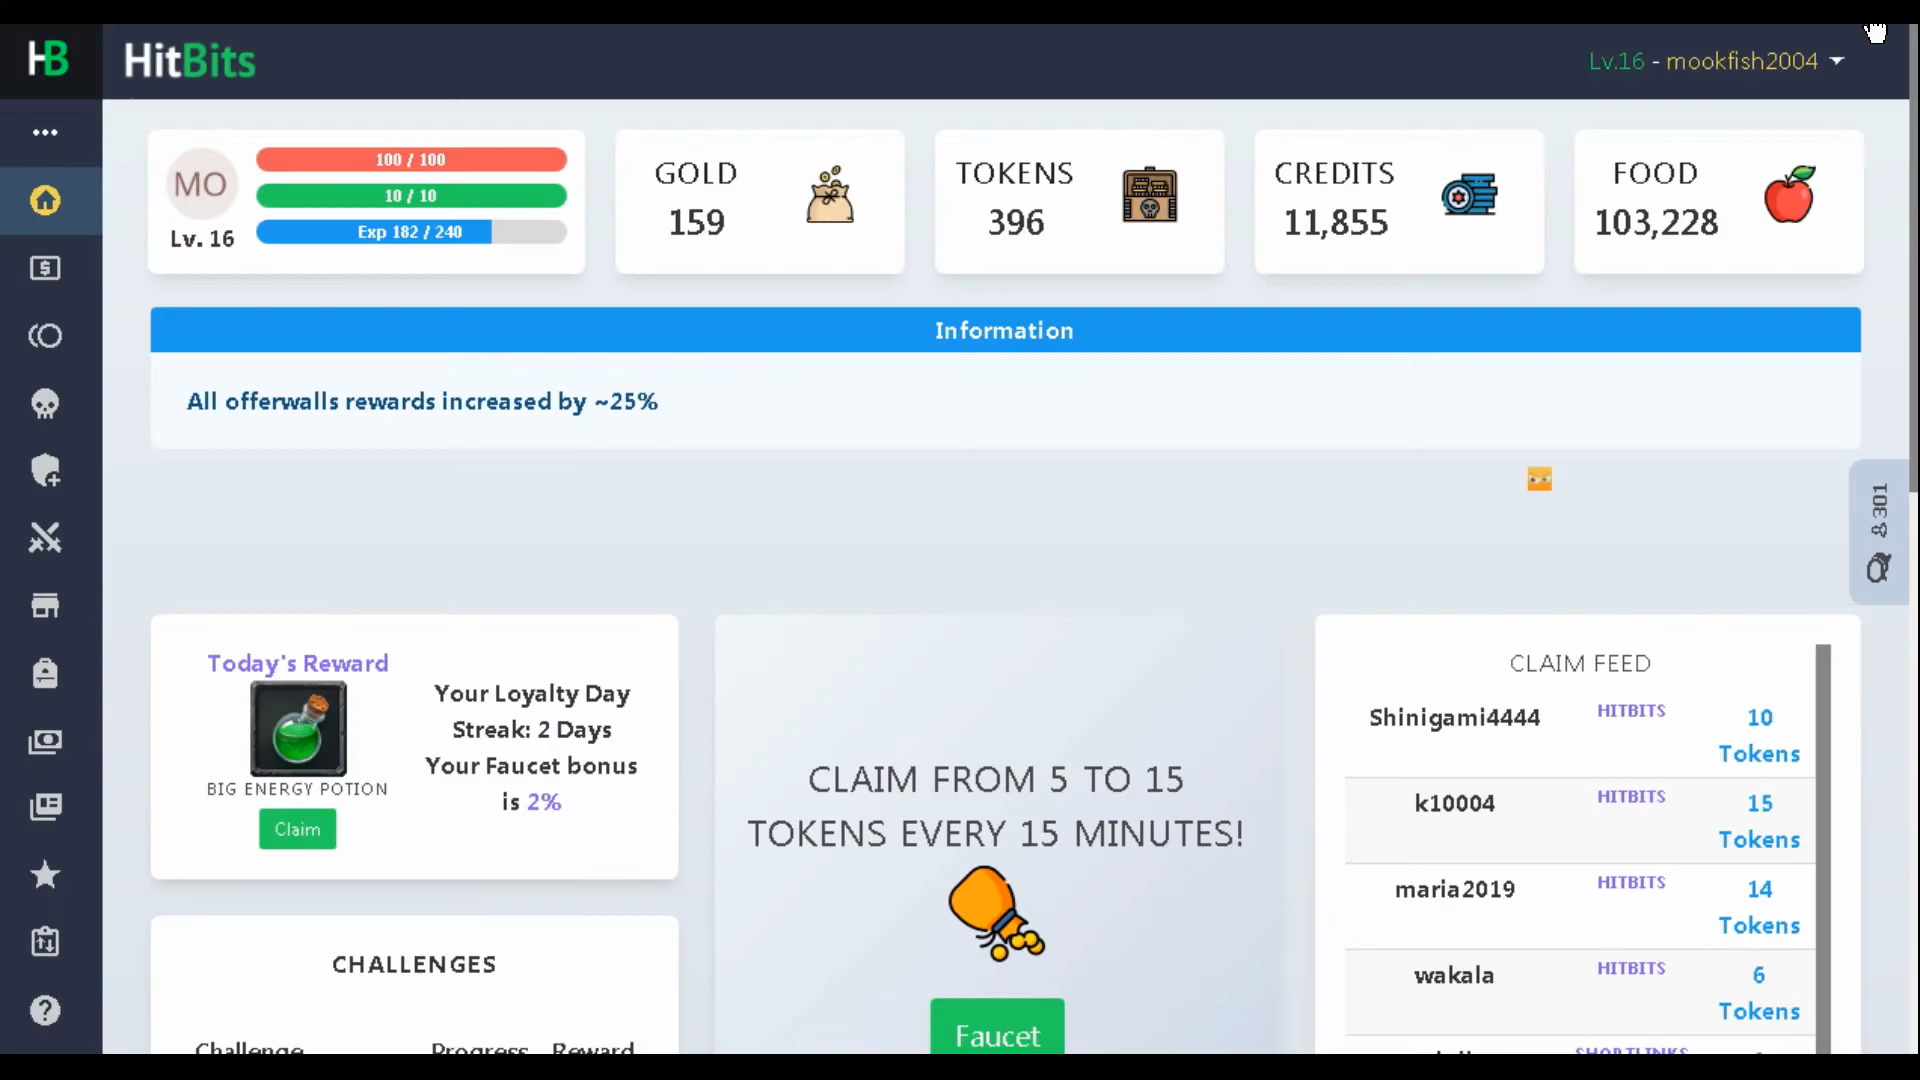 HB
HitBits
Lv.16 - mookfish2004
MO
Lv. 16
100 / 100
10 / 10
Exp 182 / 240
GOLD
159
TOKENS
396
CREDITS
11,855
FOOD
103,228
Information
All offerwalls rewards increased by ~25%
301
Today's Reward
BIG ENERGY POTION
Claim
Your Loyalty Day
Streak: 2 Days
Your Faucet bonus
is 2%
CHALLENGES
Challenge Progress Reward
CLAIM FROM 5 TO 15
TOKENS EVERY 15 MINUTES!
Faucet
CLAIM FEED
Shinigami4444 HITBITS 10
Tokens
k10004 HITBITS 15
Tokens
maria2019 HITBITS 14
Tokens
wakala HITBITS 6
Tokens
SHORTLINKS